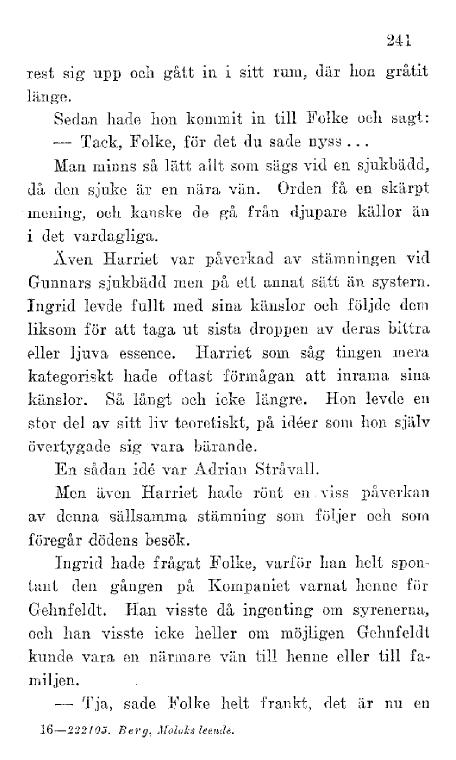 241
rest sig upp och gått in i sitt rum, där hon gråtit
länge.
Sedan hade hon kommit in till Folke och sagt:
— Tack, Folke, för det du sade nyss ...
Man minns så lätt allt som sägs vid en sjukbädd,
då den sjuke är en nära vän. Orden få en skärpt
mening, och kanske de gå från djupare källor än
i det vardagliga.
Även Harriet var påverkad av stämningen vid
Gunnars sjukbädd men på ett annat sätt än systern.
Ingrid levde fullt med sina känslor och följde dem
liksom för att taga ut sista droppen av deras bittra
eller ljuva essence. Harriet som såg tingen mera
kategoriskt hade oftast förmågan att inrama sina
känslor. Så långt och icke längre. Hon levde en
stor del av sitt liv teoretiskt, på idéer som hon själv
övertygade sig vara bärande.
En sådan idé var Adrian Stråvall.
Men även Harriet hade rönt en viss påverkan
av denna sällsamma stämning som följer och som
föregår dödens besök.
Ingrid hade frågat Folke, varför han helt spon-
tant den gången på Kompaniet varnat henne för
Gehnfeldt. Han visste då ingenting om syrenerna,
och han visste icke heller om möjligen Gehnfeldt
kunde vara en närmare vän till henne eller till fa-
miljen.
— Tja, sade Folke helt frankt, det är nu en
16—222105. Berg, Moloks leende.